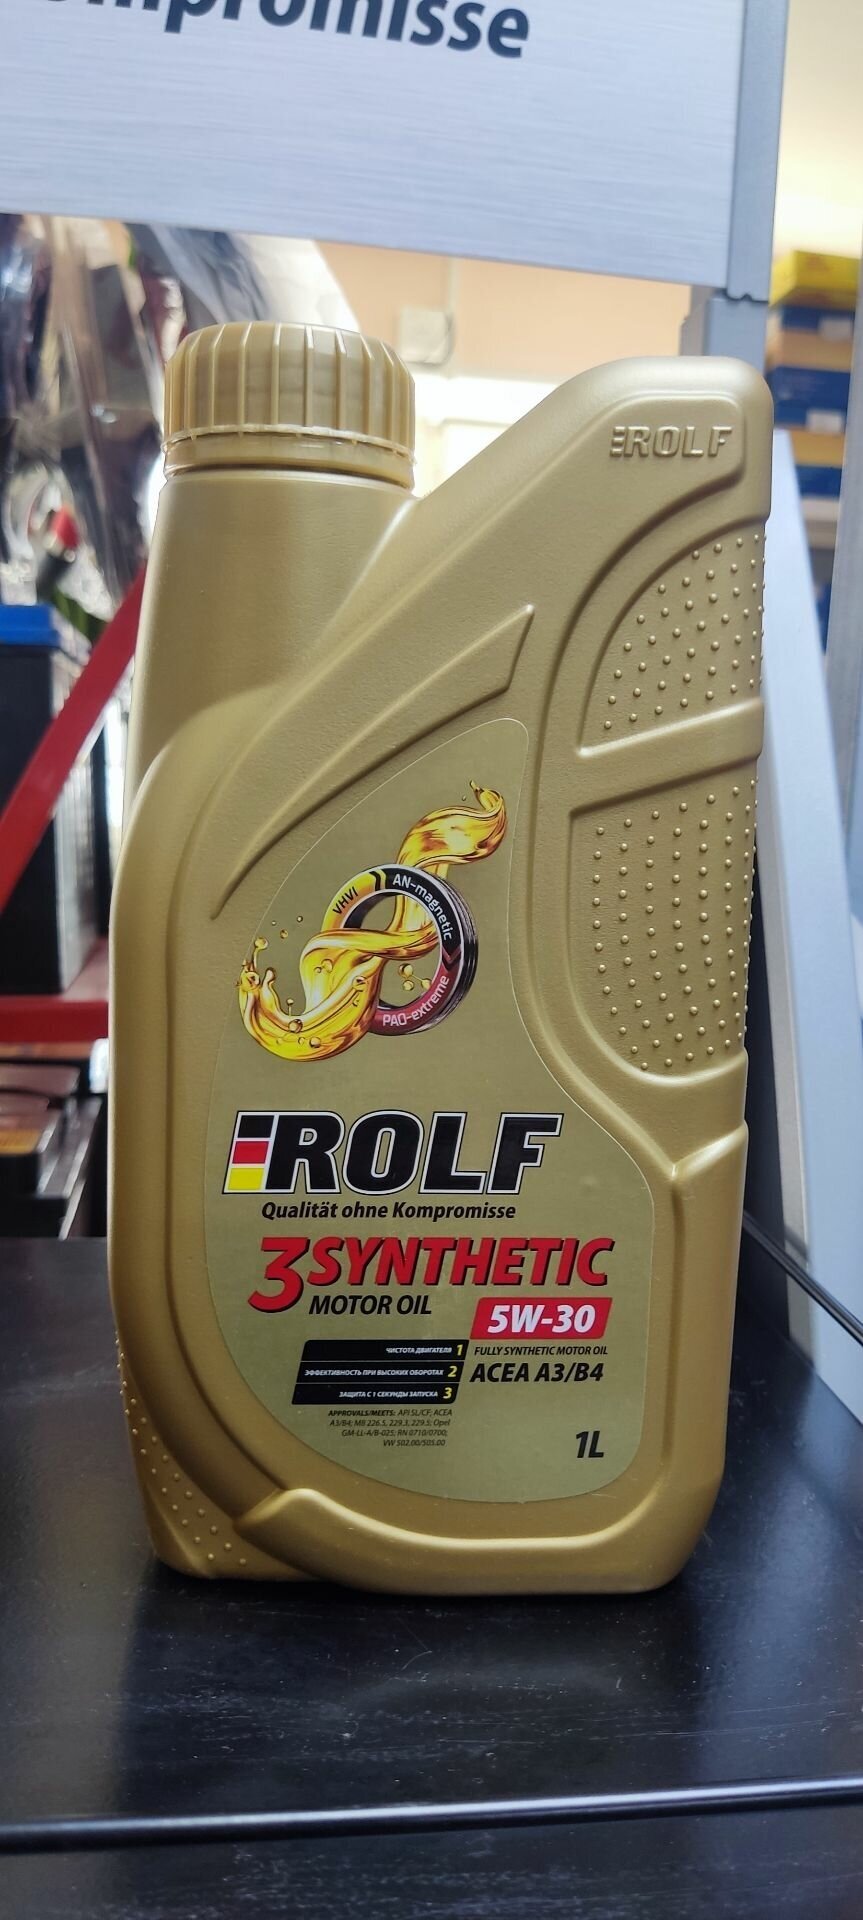 ompromisse
ROLF
VHVI
AN-magnetic
PAO-extreme
ROLF
Qualität ohne Kompromisse
3SYNTHETIC
MOTOR OIL
5W-30
ЧИСТОТА ДВИГАТЕЛЯ 1
FULLY SYNTHETIC MOTOR OIL
ЭФФЕКТИВНОСТЬ ПРИ ВЫСОКИХ ОБОРОТАХ 2
ACEA A3/B4
ЗАЩИТА С 1 СЕКУНДЫ ЗАПУСКА 3
APPROVALS/MEETS: API SL/CF; ACEA
A3/B4; MB 226.5, 229.3, 229.5; Opel
GM-LL-A/B-025; RN 0710/0700;
VW 502.00/505.00
1L